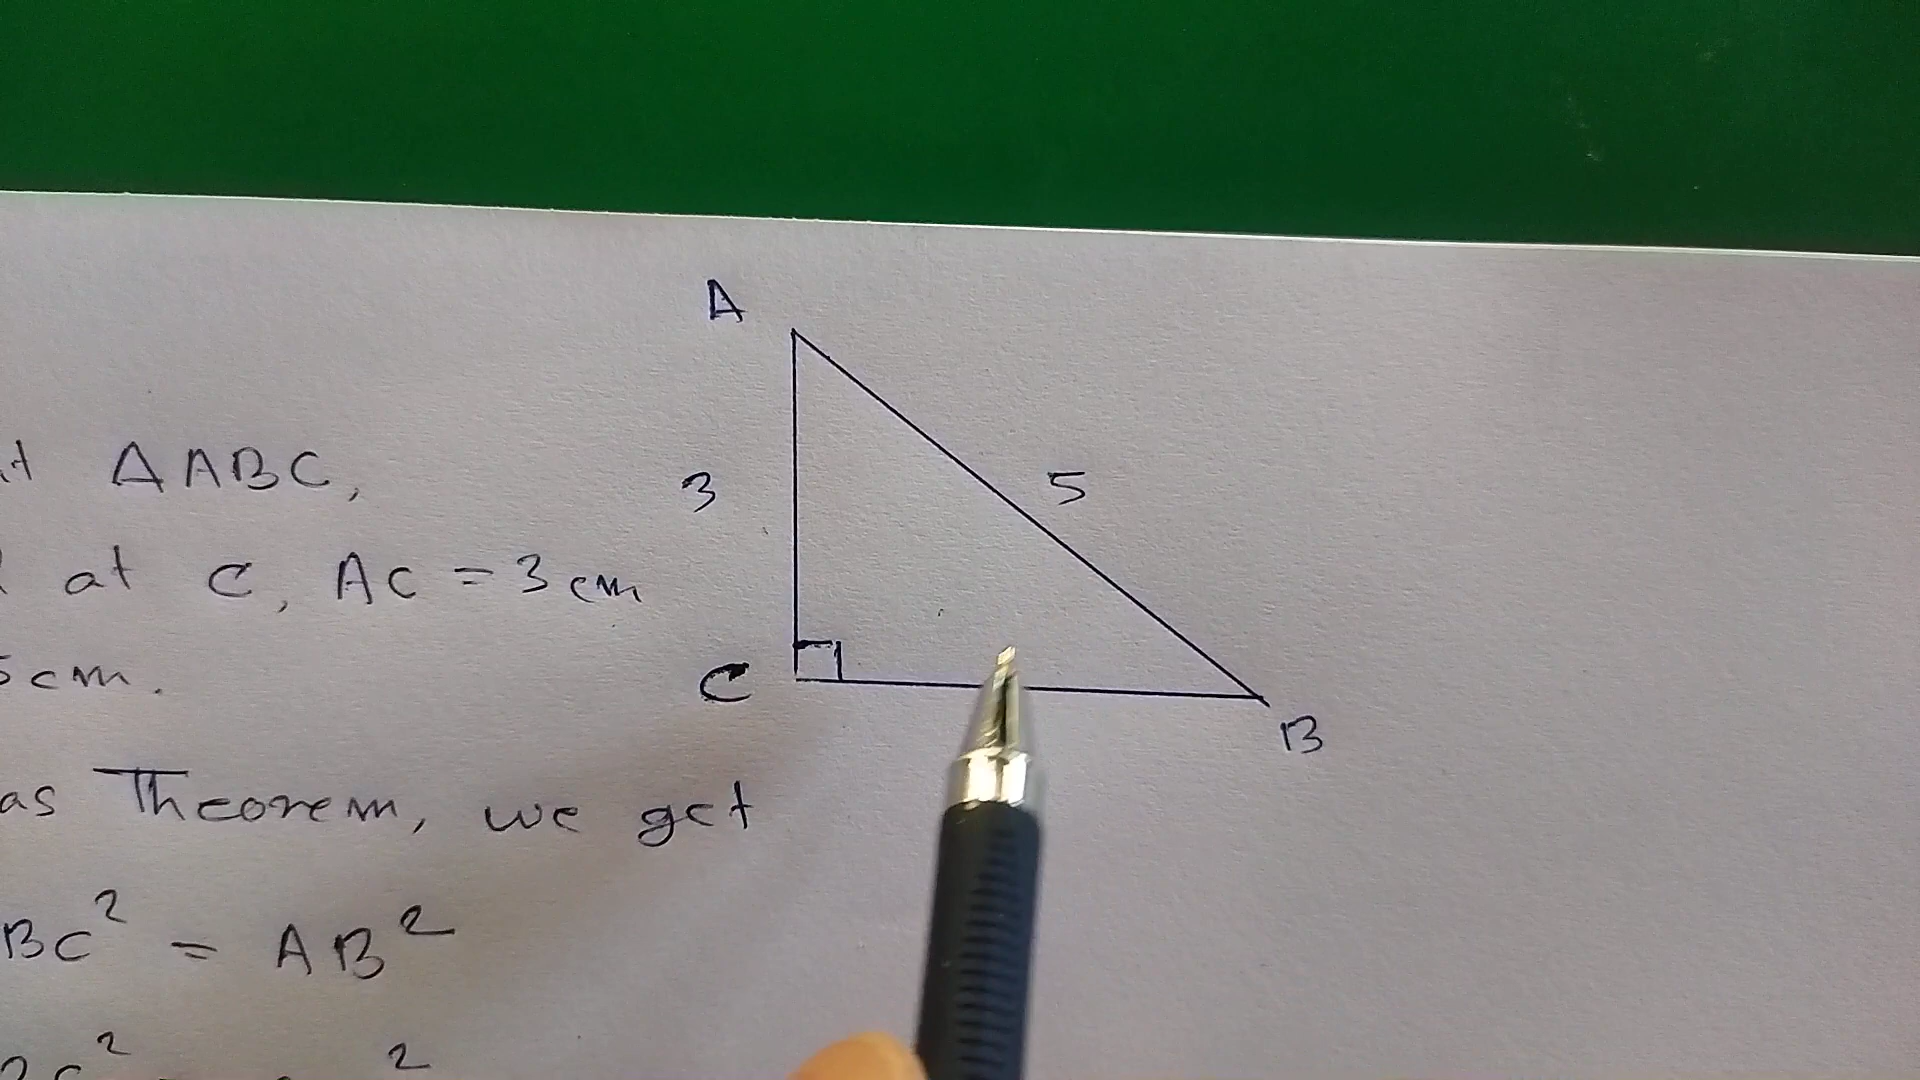 A
ΔABC,
3
5
at C, AC = 3 cm
cm.
C
B
Theorem, we get
BC² = AB²